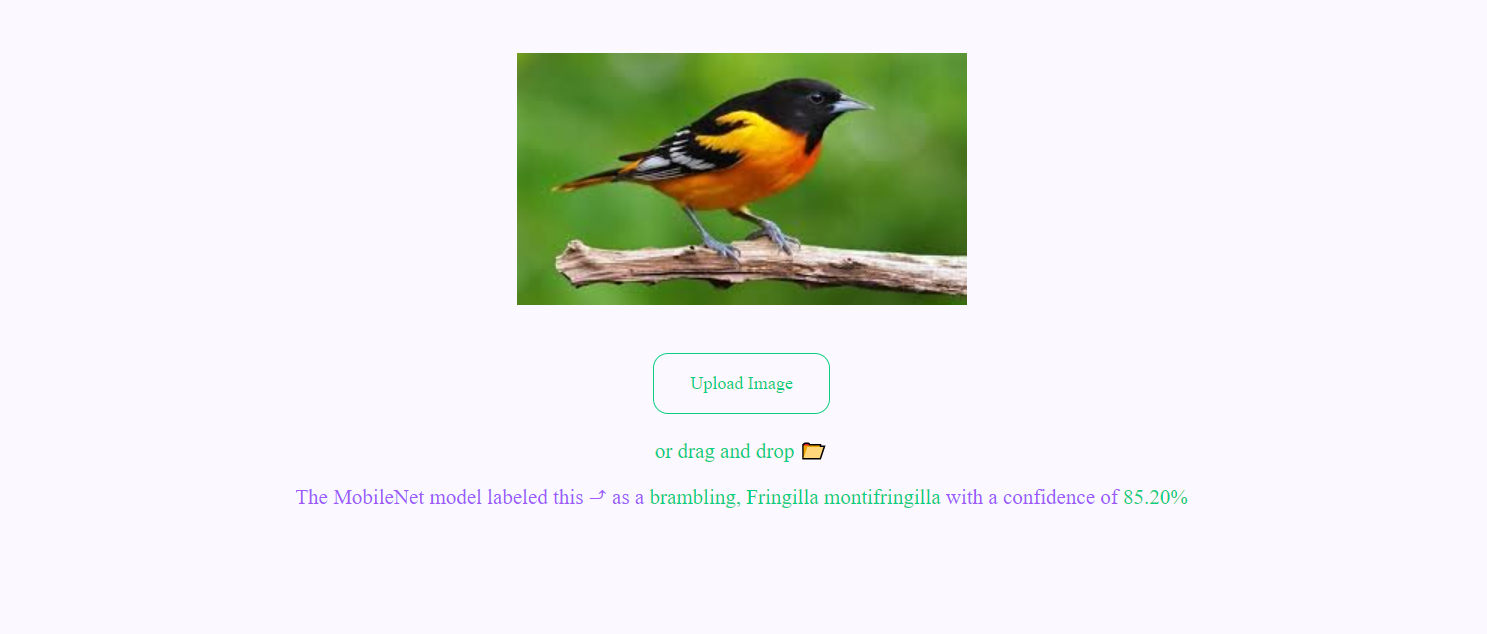 Upload Image
or drag and drop 📂
The MobileNet model labeled this ⤴ as a brambling, Fringilla montifringilla with a confidence of 85.20%